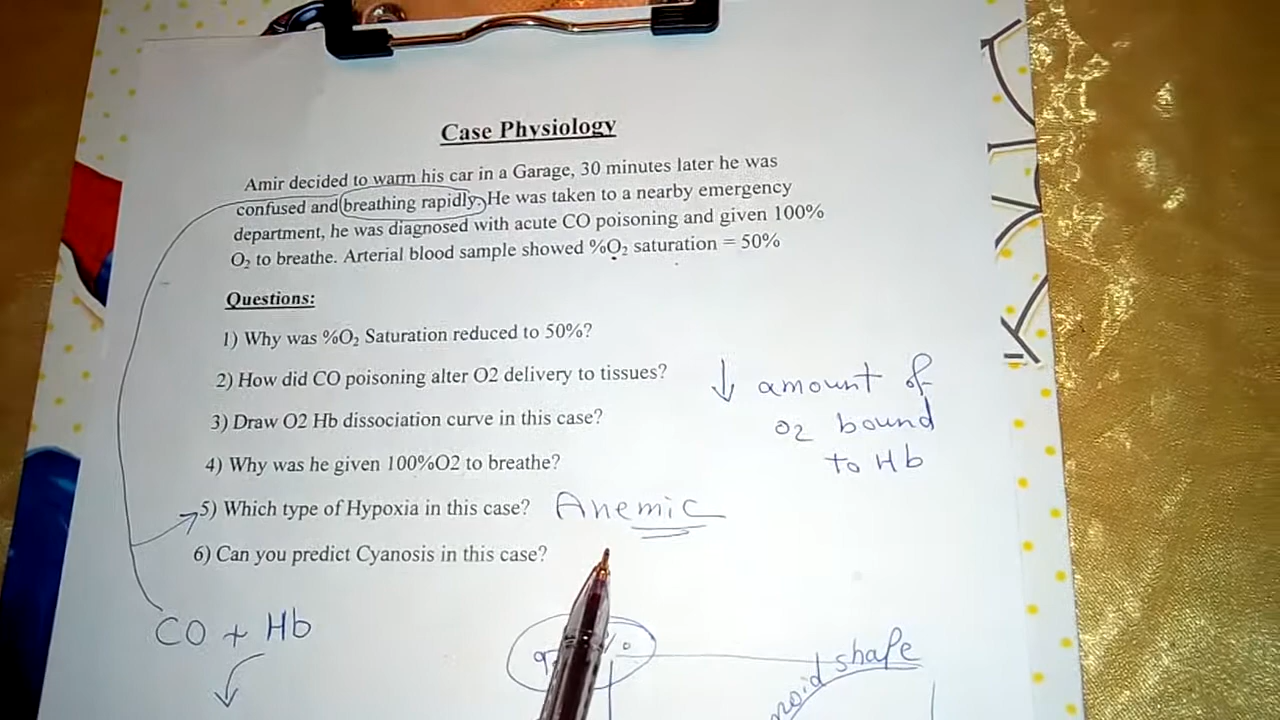 Case Physiology
Amir decided to warm his car in a Garage, 30 minutes later he was
confused and breathing rapidly. He was taken to a nearby emergency
department, he was diagnosed with acute CO poisoning and given 100%
O₂ to breathe. Arterial blood sample showed %O₂ saturation = 50%
Questions:
1) Why was %O₂ Saturation reduced to 50%?
2) How did CO poisoning alter O2 delivery to tissues?
3) Draw O2 Hb dissociation curve in this case?
4) Why was he given 100%O2 to breathe?
5) Which type of Hypoxia in this case? Anemic
6) Can you predict Cyanosis in this case?
↓ amount of
O2 bound
to Hb
CO + Hb
shape